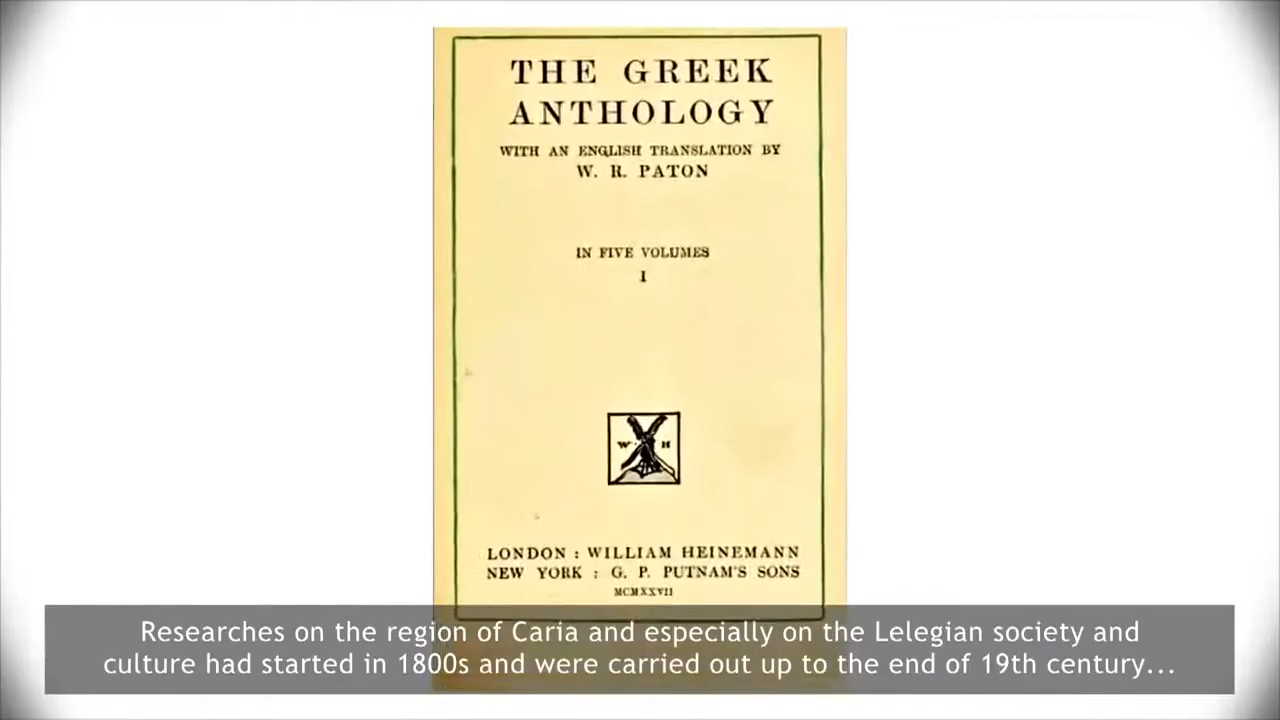 THE GREEK
ANTHOLOGY
WITH AN ENGLISH TRANSLATION BY
W. R. PATON
IN FIVE VOLUMES
I
W H
LONDON : WILLIAM HEINEMANN
NEW YORK : G. P. PUTNAM'S SONS
MCMXXVII
Researches on the region of Caria and especially on the Lelegian society and
culture had started in 1800s and were carried out up to the end of 19th century...